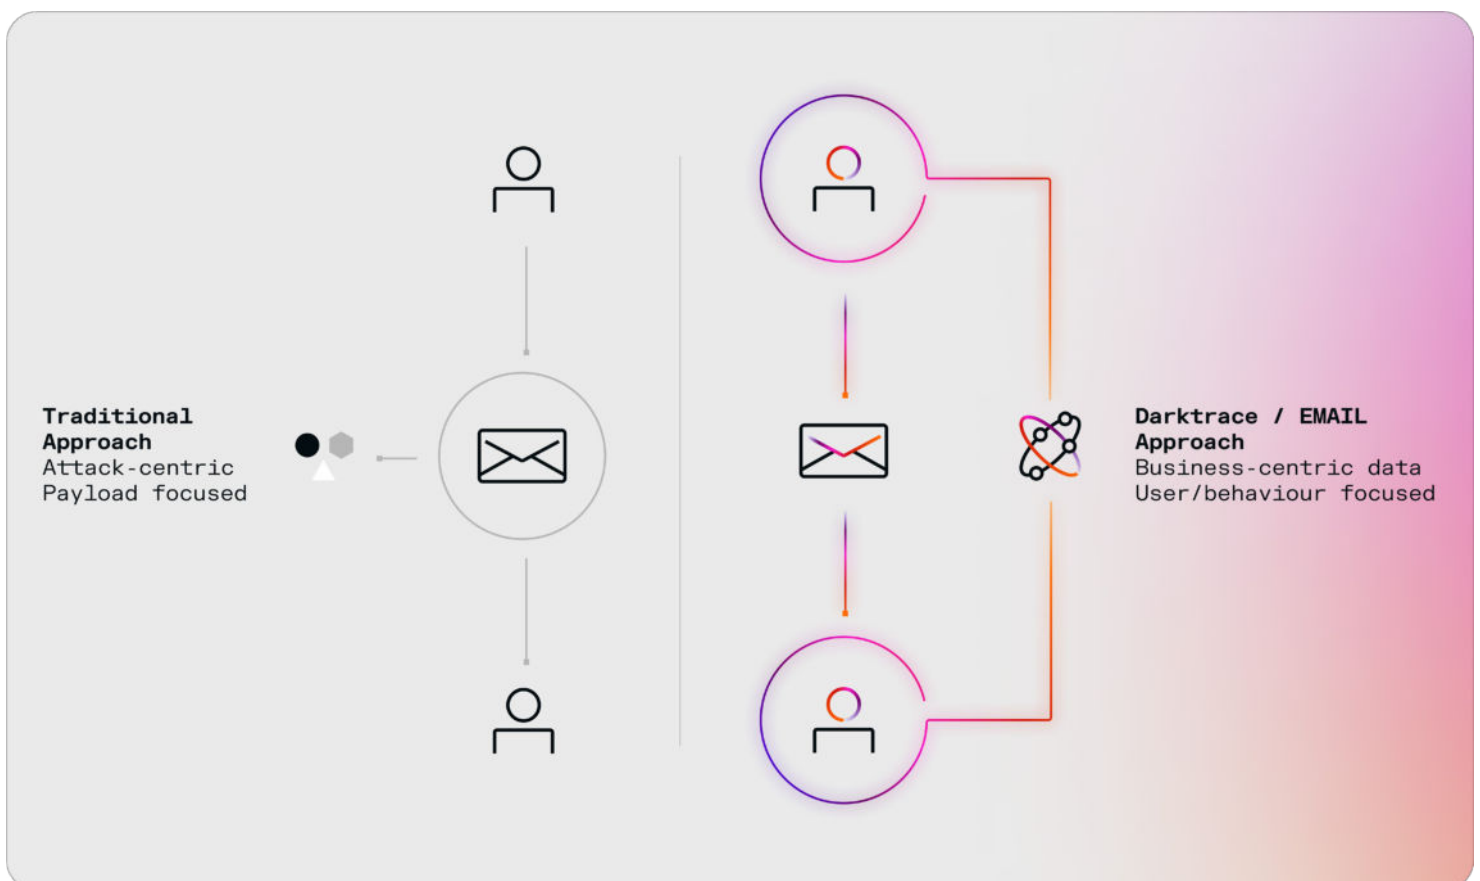 Traditional
Approach
Attack-centric
Payload focused
Darktrace / EMAIL
Approach
Business-centric data
User/behaviour focused